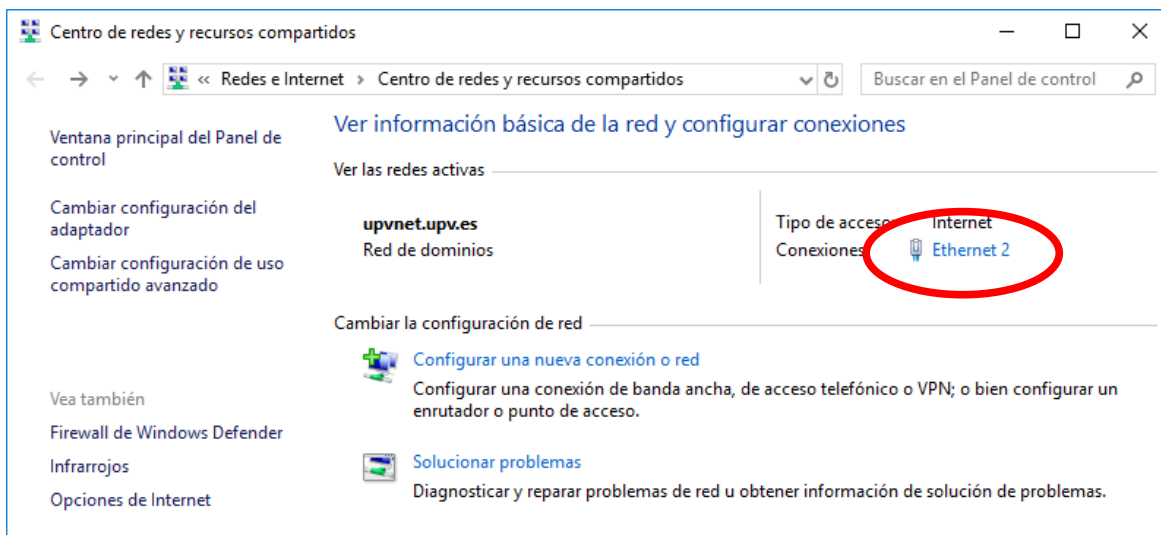 Centro de redes y recursos compartidos
« Redes e Internet > Centro de redes y recursos compartidos
Buscar en el Panel de control
Ventana principal del Panel de
control
Cambiar configuración del
adaptador
Cambiar configuración de uso
compartido avanzado
Vea también
Firewall de Windows Defender
Infrarrojos
Opciones de Internet
Ver información básica de la red y configurar conexiones
Ver las redes activas
upvnet.upv.es
Red de dominios
Tipo de acceso Internet
Conexiones Ethernet 2
Cambiar la configuración de red
Configurar una nueva conexión o red
Configurar una conexión de banda ancha, de acceso telefónico o VPN; o bien configurar un
enrutador o punto de acceso.
Solucionar problemas
Diagnosticar y reparar problemas de red u obtener información de solución de problemas.